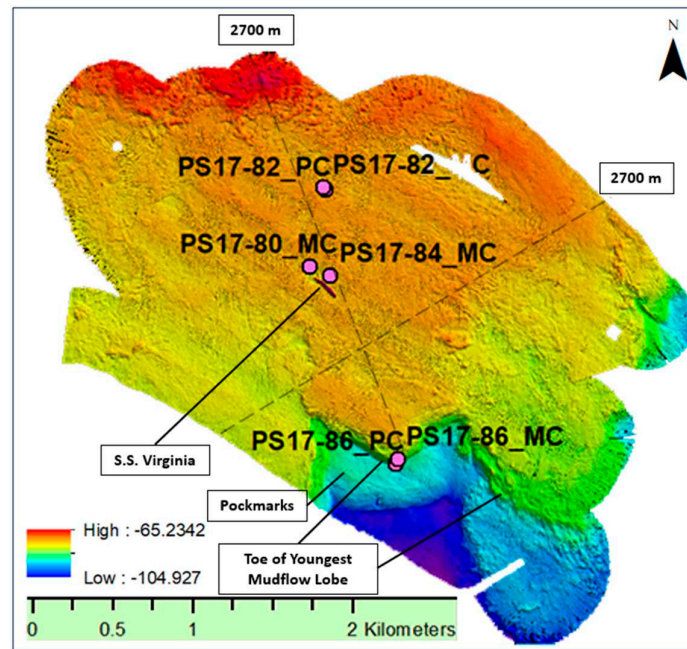 2700 m
N
PS17-82_PC PS17-82_ C
2700 m
PS17-80_MC PS17-84_MC
PS17-86_PC PS17-86_MC
S.S. Virginia
Pockmarks
Toe of Youngest
Mudflow Lobe
High : -65.2342
Low : -104.927
0 0.5 1 2 Kilometers